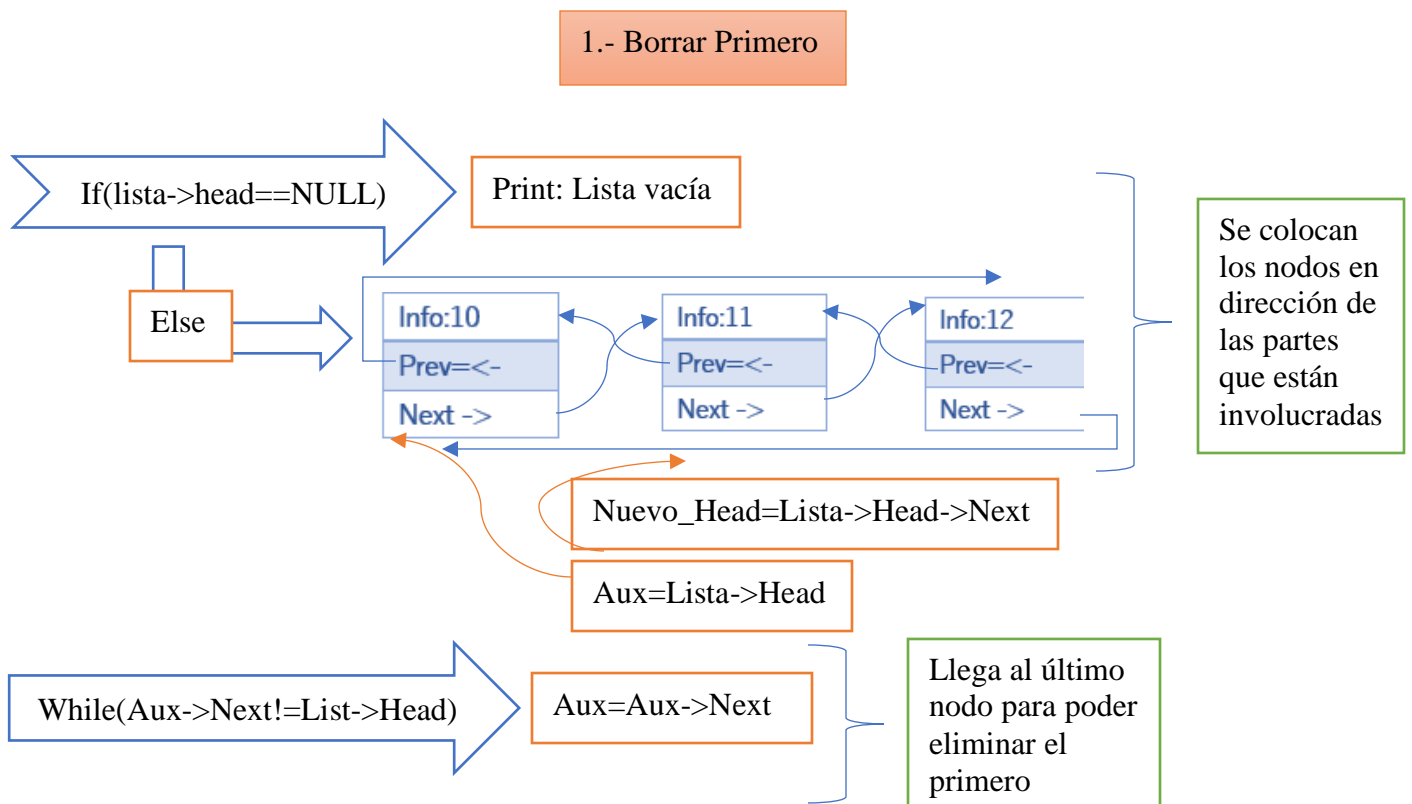 1.- Borrar Primero
If(lista->head==NULL)
Print: Lista vacía
Se colocan
los nodos en
dirección de
las partes
que están
involucradas
Else
Info:10
Prev=<-
Next ->
Info:11
Prev=<-
Next ->
Info:12
Prev=<-
Next ->
Nuevo_Head=Lista->Head->Next
Aux=Lista->Head
While(Aux->Next!=List->Head)
Aux=Aux->Next
Llega al último
nodo para poder
eliminar el
primero